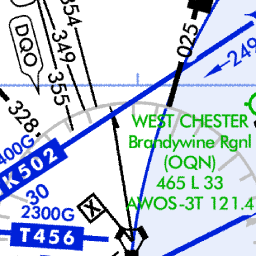 354
349
355
DQO
328
025
249
WEST CHESTER
Brandywine Rgnl
(OQN)
465 L 33
AWOS-3T 121.4
400G
K502
30
2300G
T456